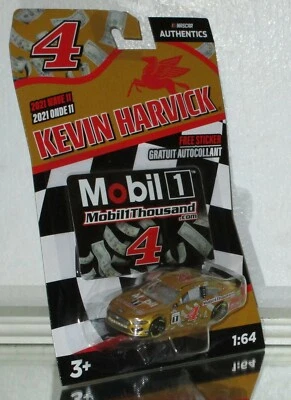 4
NASCAR
AUTHENTICS
2021 WAVE 11
2021 ONDE 11
KEVIN HARVICK
FREE STICKER
GRATUIT AUTOCOLLANT
Mobil 1
Mobil1Thousand
.com
4
3+
1:64